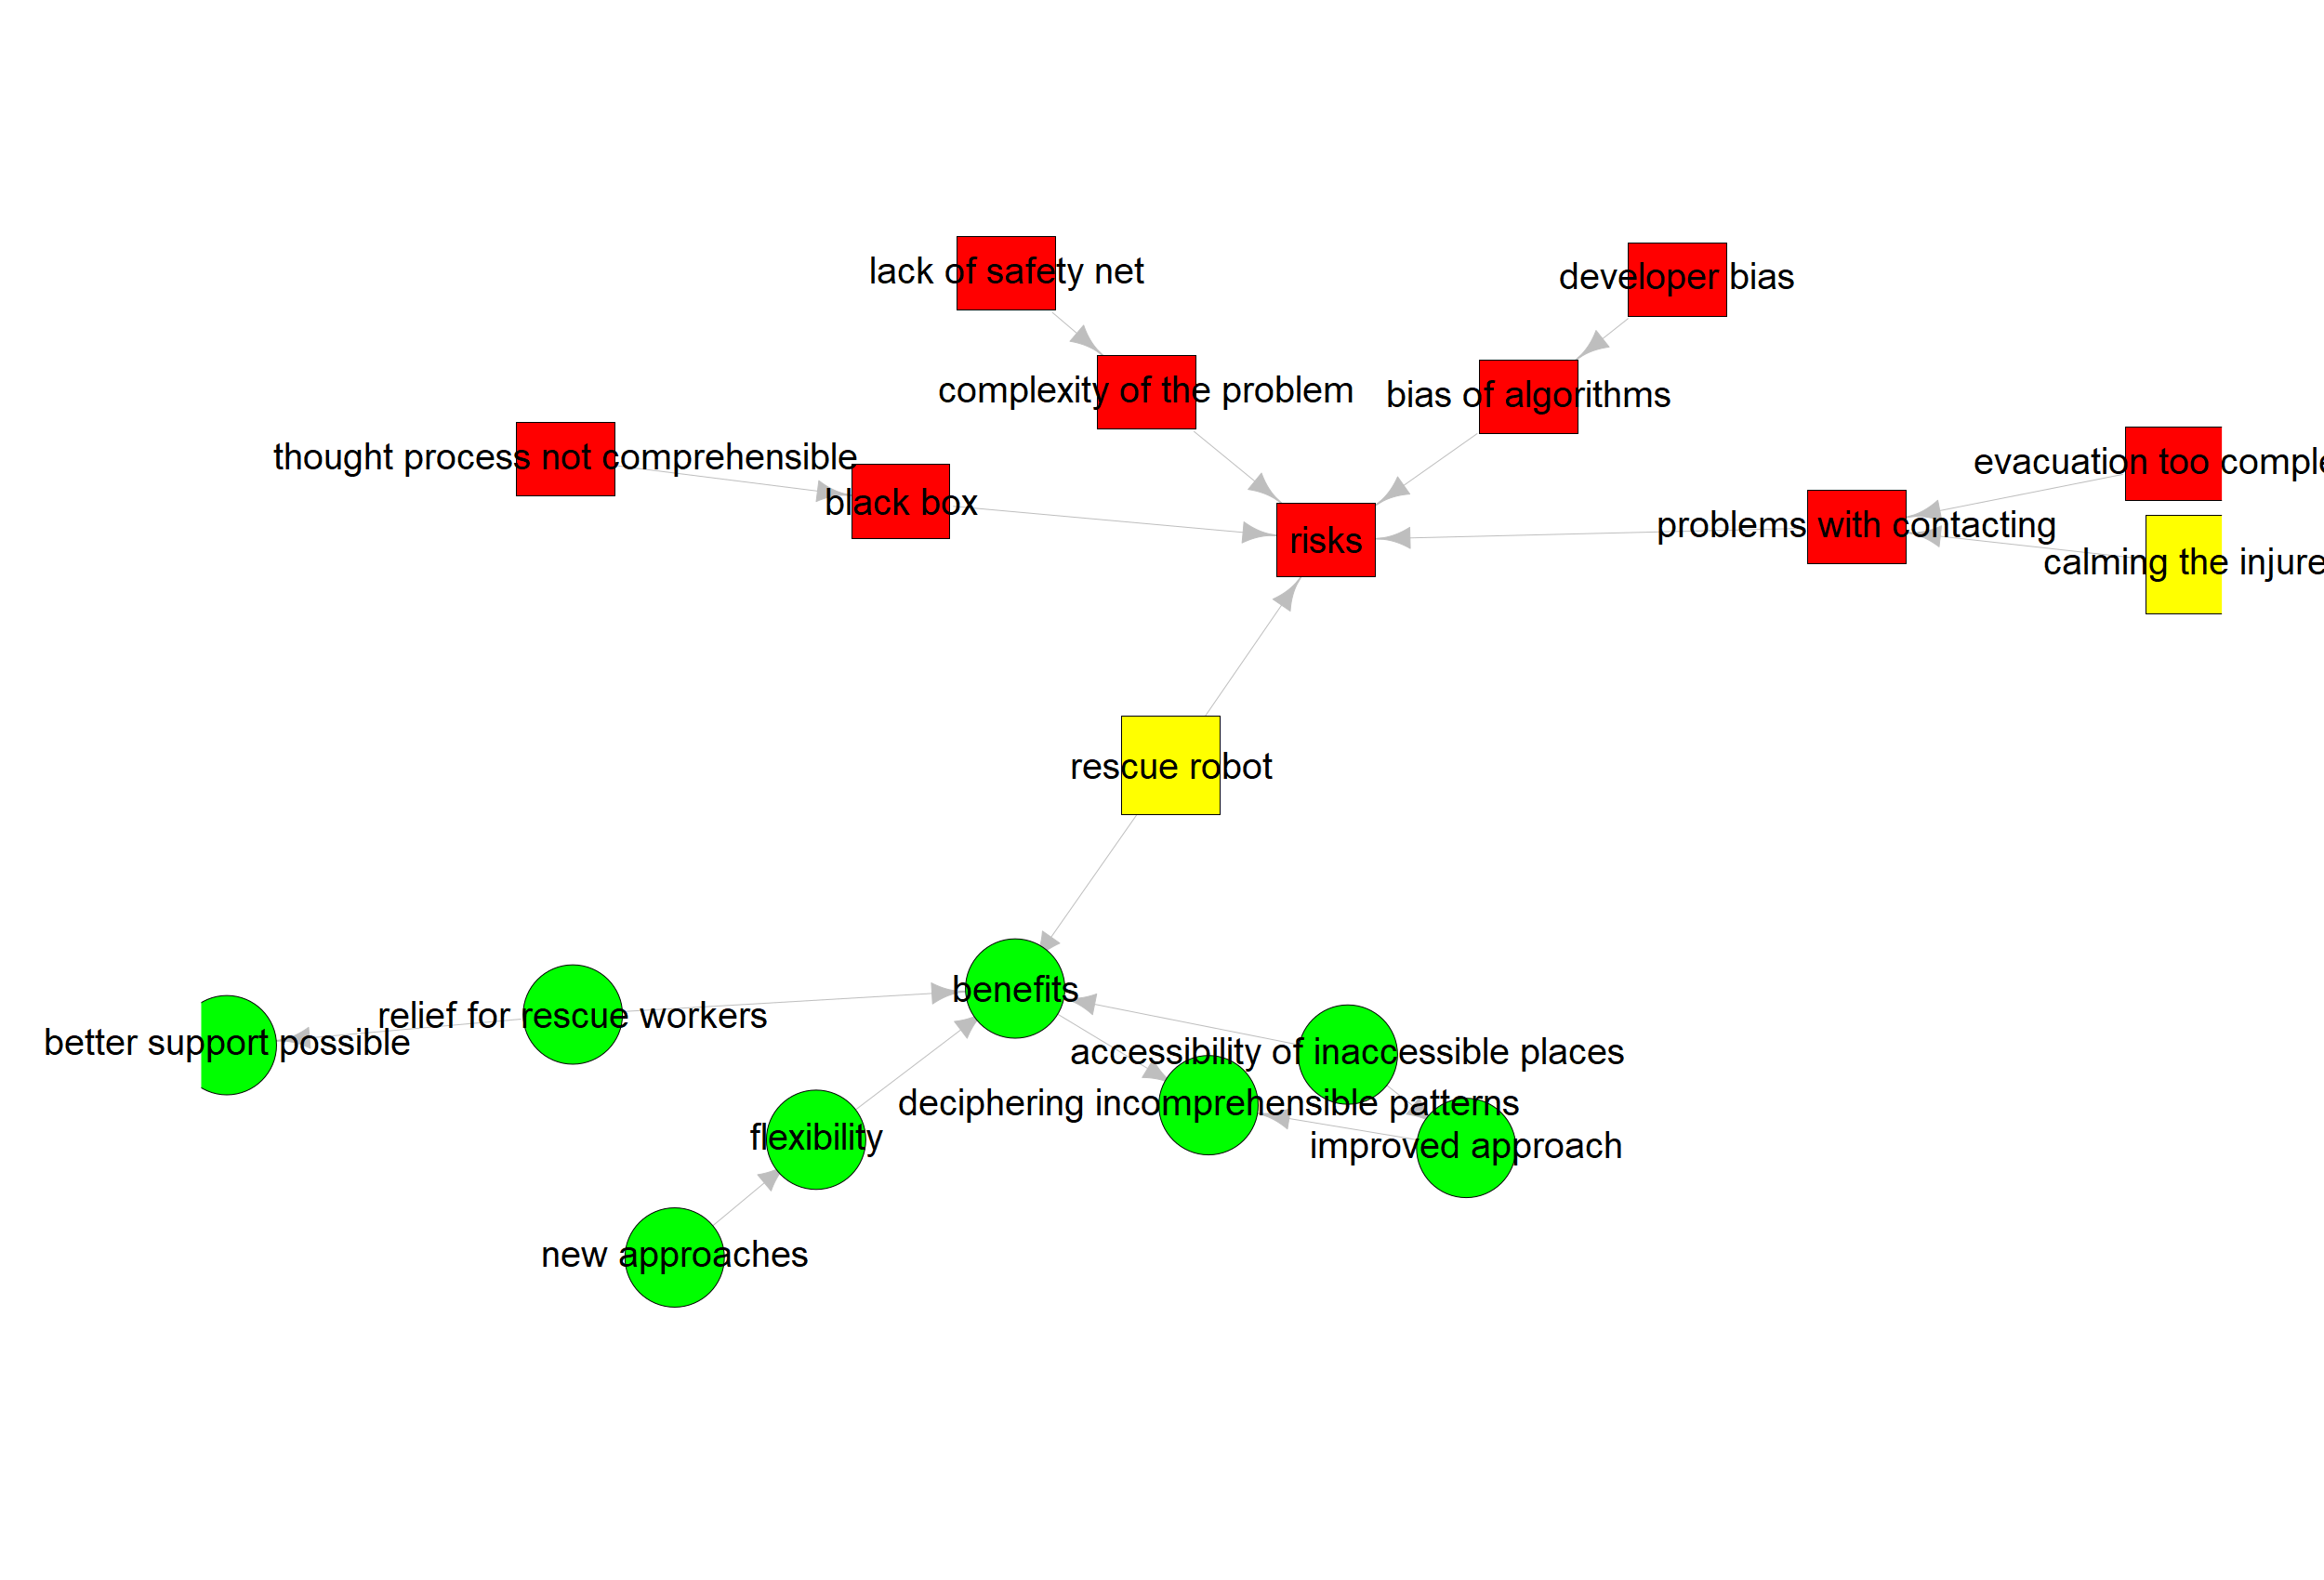 lack of safety net
developer bias
complexity of the problem
bias of algorithms
thought process not comprehensible
evacuation too
black box
problems with contacting
risks
calming the
rescue robot
benefits
relief for rescue workers
better support possible
accessibility of inaccessible places
deciphering incomprehensible patterns
flexibility
improved approach
new approaches